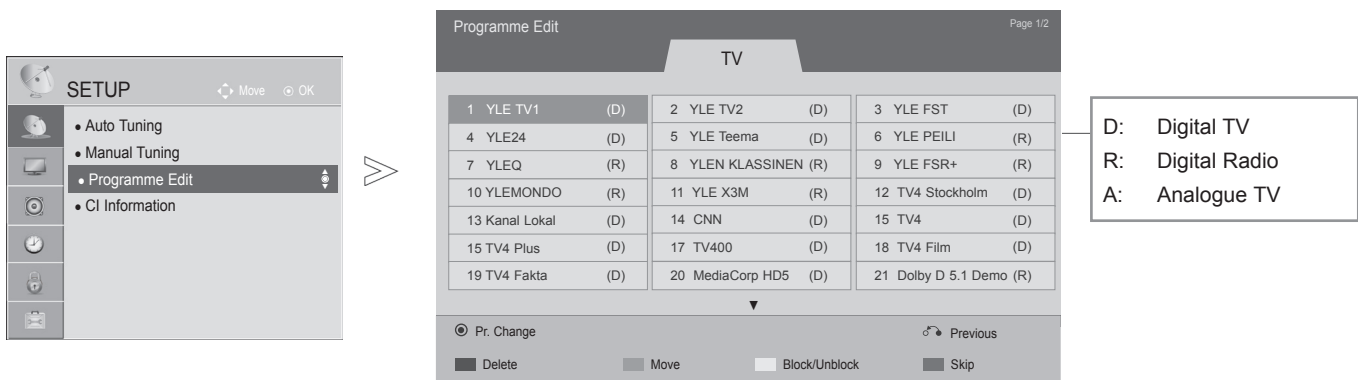 SETUP Move OK
• Auto Tuning
• Manual Tuning
• Programme Edit
• CI Information
Programme Edit Page 1/2
TV
1 YLE TV1 (D) 2 YLE TV2 (D) 3 YLE FST (D)
4 YLE24 (D) 5 YLE Teema (D) 6 YLE PEILI (R)
7 YLEQ (R) 8 YLEN KLASSINEN (R) 9 YLE FSR+ (R)
10 YLEMONDO (R) 11 YLE X3M (R) 12 TV4 Stockholm (D)
13 Kanal Lokal (D) 14 CNN (D) 15 TV4 (D)
15 TV4 Plus (D) 17 TV400 (D) 18 TV4 Film (D)
19 TV4 Fakta (D) 20 MediaCorp HD5 (D) 21 Dolby D 5.1 Demo (R)
Pr. Change Previous
Delete Move Block/Unblock Skip
D: Digital TV
R: Digital Radio
A: Analogue TV